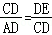 CD/AD = DE/CD